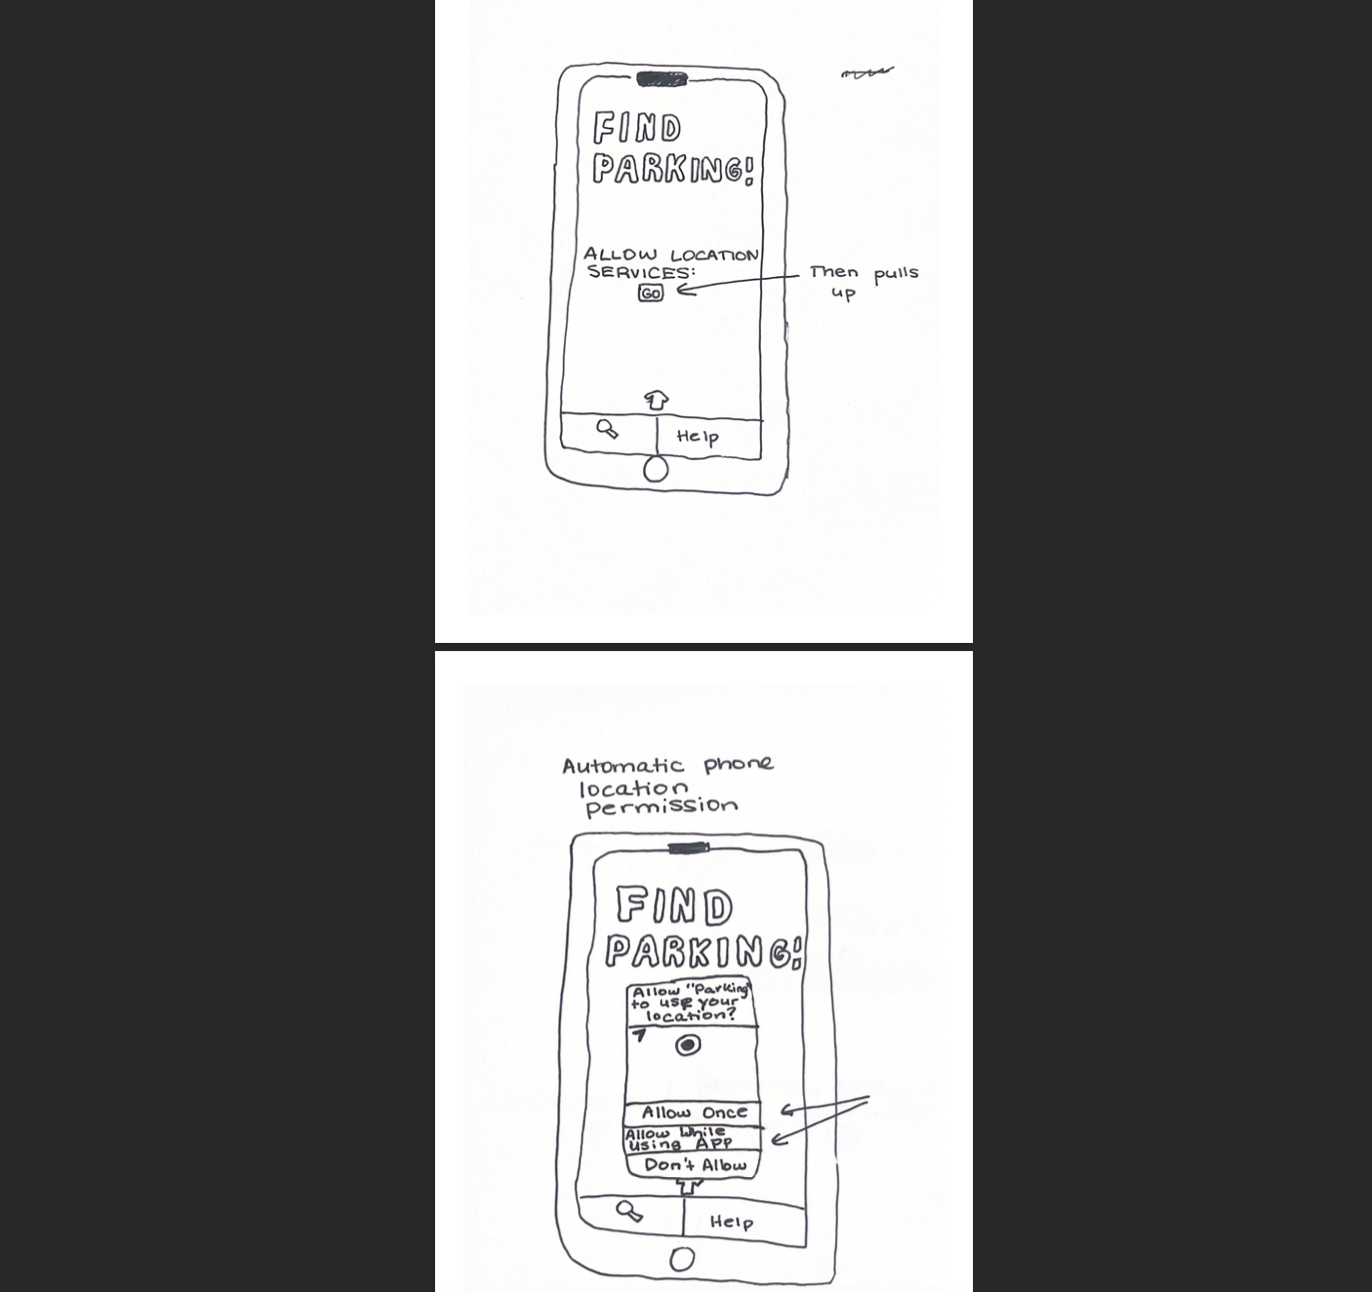 FIND
PARKING!
ALLOW LOCATION
SERVICES:
GO
Then pulls
up
Help
Automatic phone
location
permission
FIND
PARKING!
Allow "Parking"
to use your
location?
Allow Once
Allow While
Using APP
Don't Allow
Help